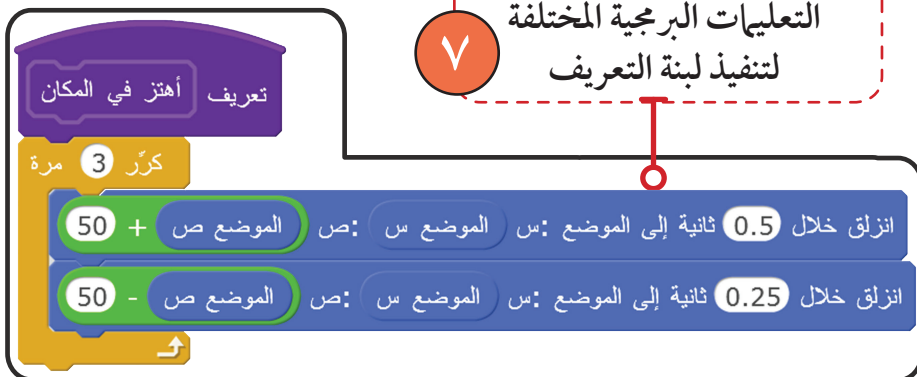 التعليمات البرمجية المختلفة
لتنفيذ لبنة التعريف
٧
تعريف أهتز في المكان
كرّر 3 مرة
انزلق خلال 0.5 ثانية إلى الموضع س: الموضع س ص: الموضع ص + 50
انزلق خلال 0.25 ثانية إلى الموضع س: الموضع س ص: الموضع ص - 50